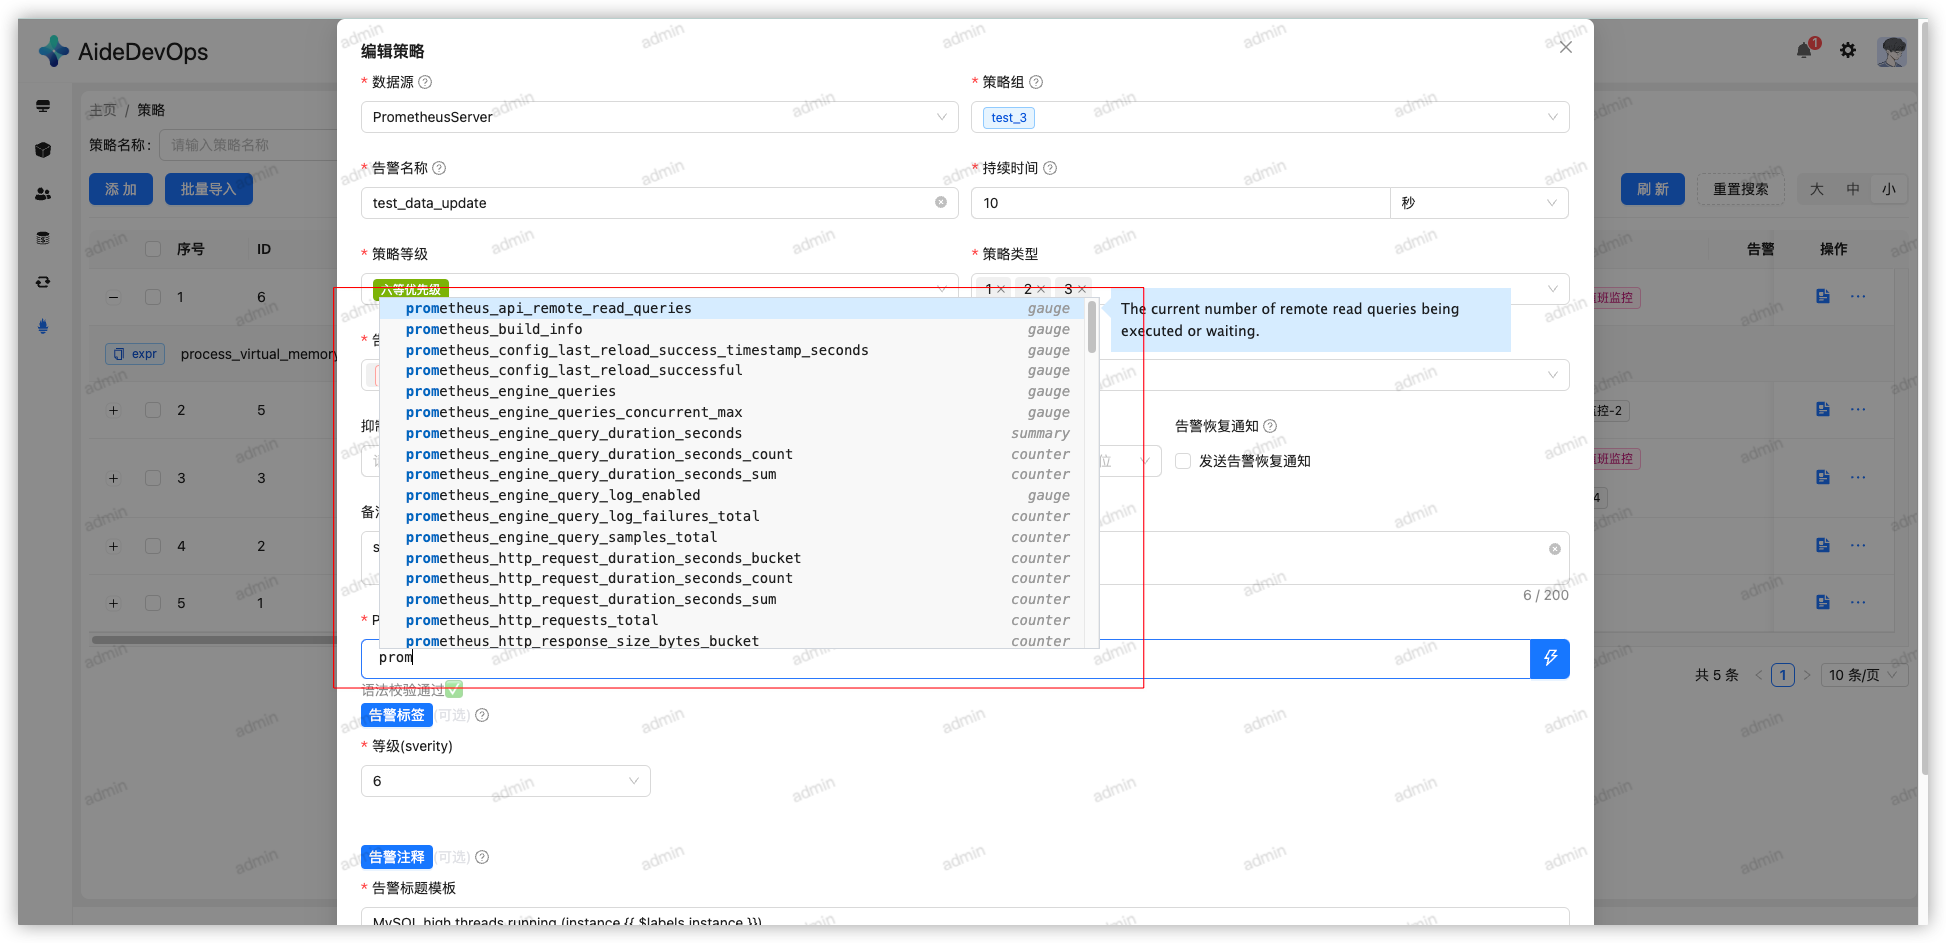 AideDevOps
1
主页 / 策略
策略名称:
请输入策略名称
添 加
批量导入
刷 新
重置搜索
大 中 小
序号 ID 告警 操作
1 6 班监控
expr process_virtual_memory
2 5 控-2
3 3 班监控
4
4 2
5 1
共 5 条
1
10 条/页
编辑策略
* 数据源
PrometheusServer
* 策略组
test_3
* 告警名称
test_data_update
* 持续时间
10 秒
* 策略等级
六等优先级
* 策略类型
1 2 3
* 告
prometheus_api_remote_read_queries gauge
prometheus_build_info gauge
prometheus_config_last_reload_success_timestamp_seconds gauge
prometheus_config_last_reload_successful gauge
prometheus_engine_queries gauge
prometheus_engine_queries_concurrent_max gauge
prometheus_engine_query_duration_seconds summary
prometheus_engine_query_duration_seconds_count counter
prometheus_engine_query_duration_seconds_sum counter
prometheus_engine_query_log_enabled gauge
prometheus_engine_query_log_failures_total counter
prometheus_engine_samples_total counter
prometheus_http_request_duration_seconds_bucket counter
prometheus_http_request_duration_seconds_count counter
prometheus_http_request_duration_seconds_sum counter
prometheus_http_requests_total counter
prometheus_http_response_size_bytes_bucket counter
The current number of remote read queries being
executed or waiting.
抑制
位
告警恢复通知
发送告警恢复通知
备注
s
6 / 200
* P
prom
语法校验通过✅
告警标签 (可选)
* 等级(sverity)
6
告警注释 (可选)
* 告警标题模板
MySQL high threads running (instance {{ $labels.instance }})
admin